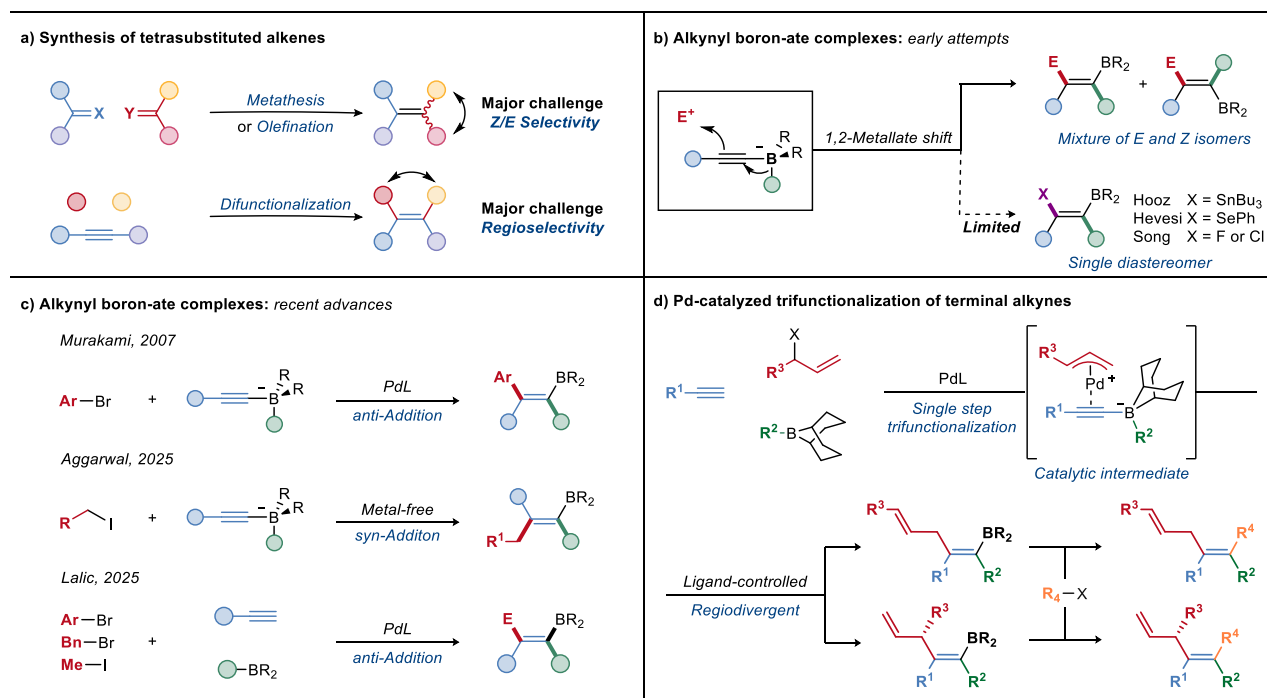 a) Synthesis of tetrasubstituted alkenes
X
Y
Metathesis
or Olefination
Major challenge
Z/E Selectivity
Difunctionalization
Major challenge
Regioselectivity
b) Alkynyl boron-ate complexes: early attempts
E+
B
−
R
R
1,2-Metallate shift
E
BR2
+
E
BR2
Mixture of E and Z isomers
Limited
X
BR2
Hooz X = SnBu3
Hevesi X = SePh
Song X = F or Cl
Single diastereomer
c) Alkynyl boron-ate complexes: recent advances
Murakami, 2007
Ar—Br
+
B
−
R
R
PdL
anti-Addition
Ar
BR2
Aggarwal, 2025
R
I
+
B
−
R
R
Metal-free
syn-Additon
BR2
R1
Lalic, 2025
Ar—Br
Bn—Br
Me—I
+
BR2
PdL
anti-Addition
E
BR2
d) Pd-catalyzed trifunctionalization of terminal alkynes
R1
X
R3
R2
B
PdL
Single step
trifunctionalization
R3
Pd+
R1
B
−
R2
Catalytic intermediate
Ligand-controlled
Regiodivergent
R3
BR2
R1
R2
R3
BR2
R1
R2
R4—X
R3
R4
R1
R2
R3
R4
R1
R2